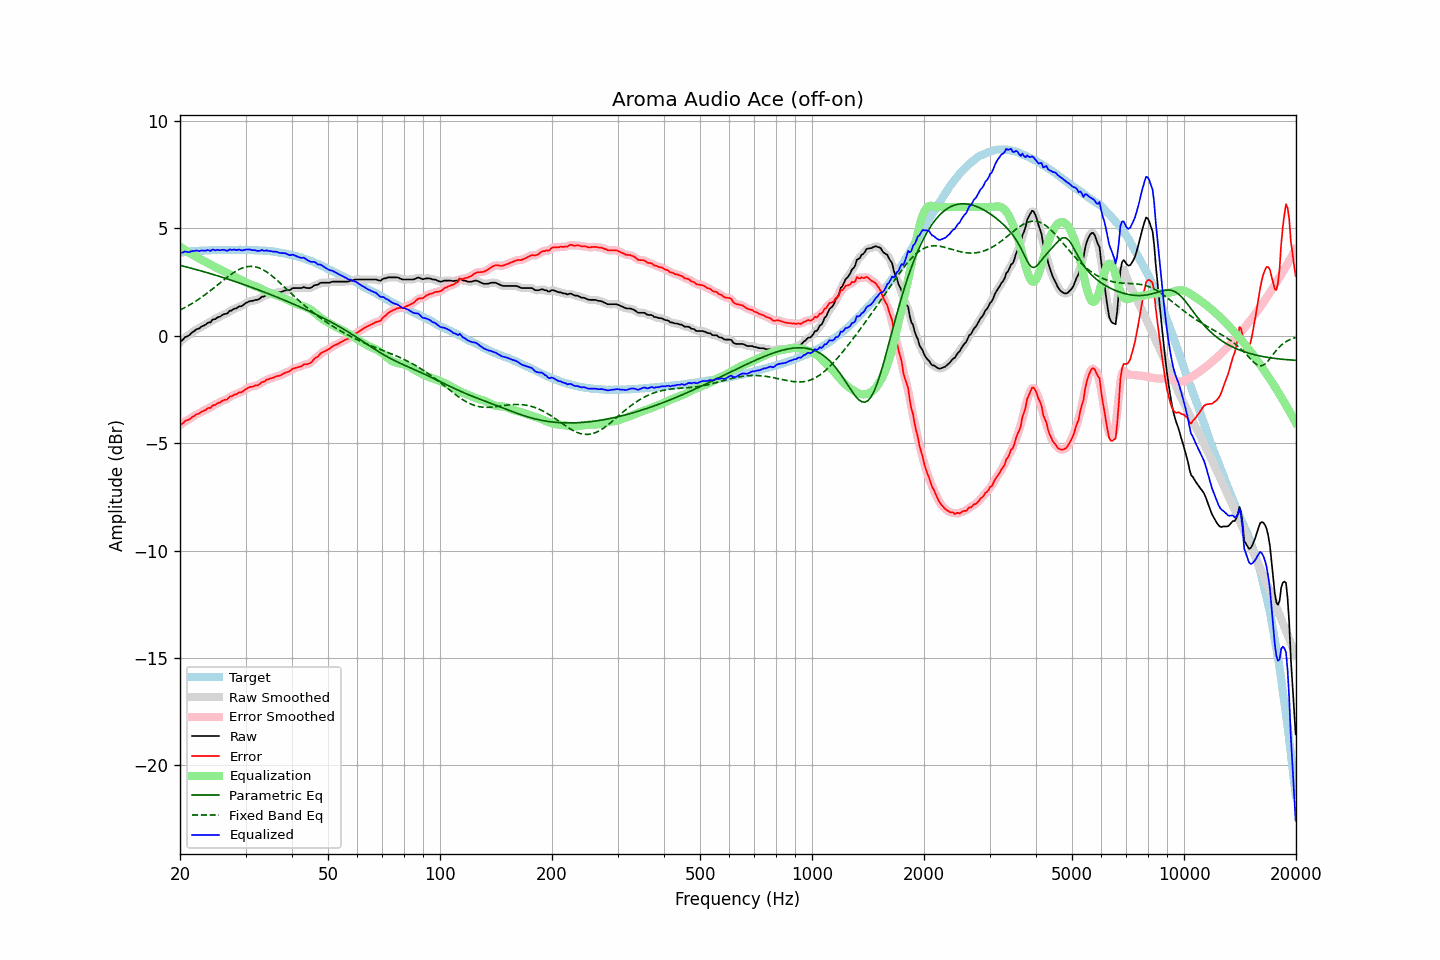 Aroma Audio Ace (off-on)
10
5
0
−5
−10
−15
−20
Amplitude (dBr)
Target
Raw Smoothed
Error Smoothed
Raw
Error
Equalization
Parametric Eq
Fixed Band Eq
Equalized
20 50 100 200 500 1000 2000 5000 10000 20000
Frequency (Hz)